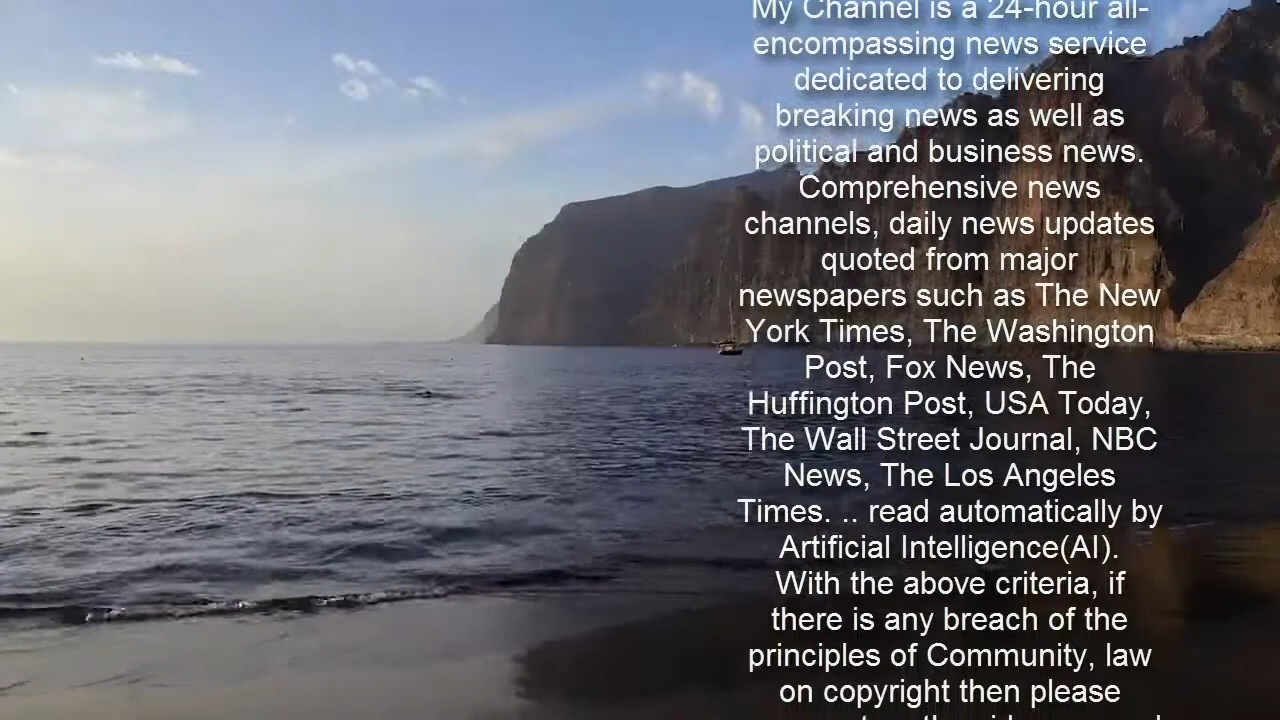 My Channel is a 24-hour all-
encompassing news service
dedicated to delivering
breaking news as well as
political and business news.
Comprehensive news
channels, daily news updates
quoted from major
newspapers such as The New
York Times, The Washington
Post, Fox News, The
Huffington Post, USA Today,
The Wall Street Journal, NBC
News, The Los Angeles
Times. .. read automatically by
Artificial Intelligence(AI).
With the above criteria, if
there is any breach of the
principles of Community, law
on copyright then please